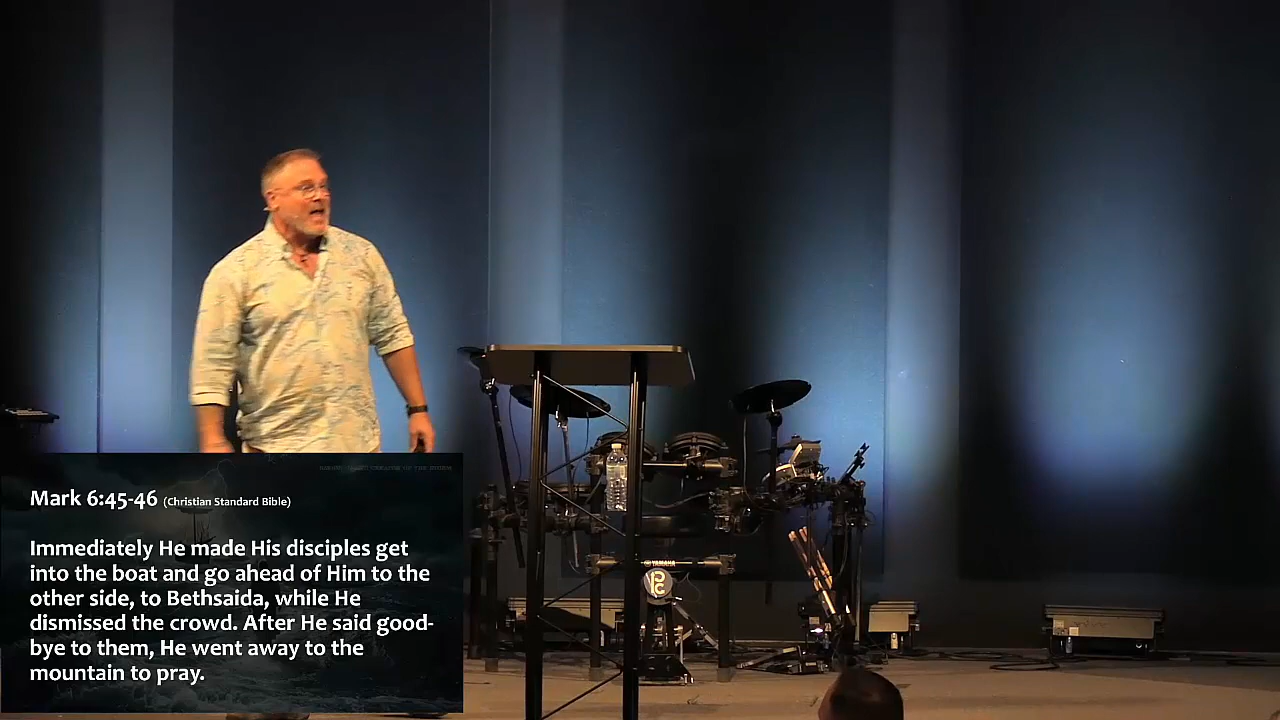 Mark 6:45-46 (Christian Standard Bible)
Immediately He made His disciples get
into the boat and go ahead of Him to the
other side, to Bethsaida, while He
dismissed the crowd. After He said good-
bye to them, He went away to the
mountain to pray.
YAMAHA